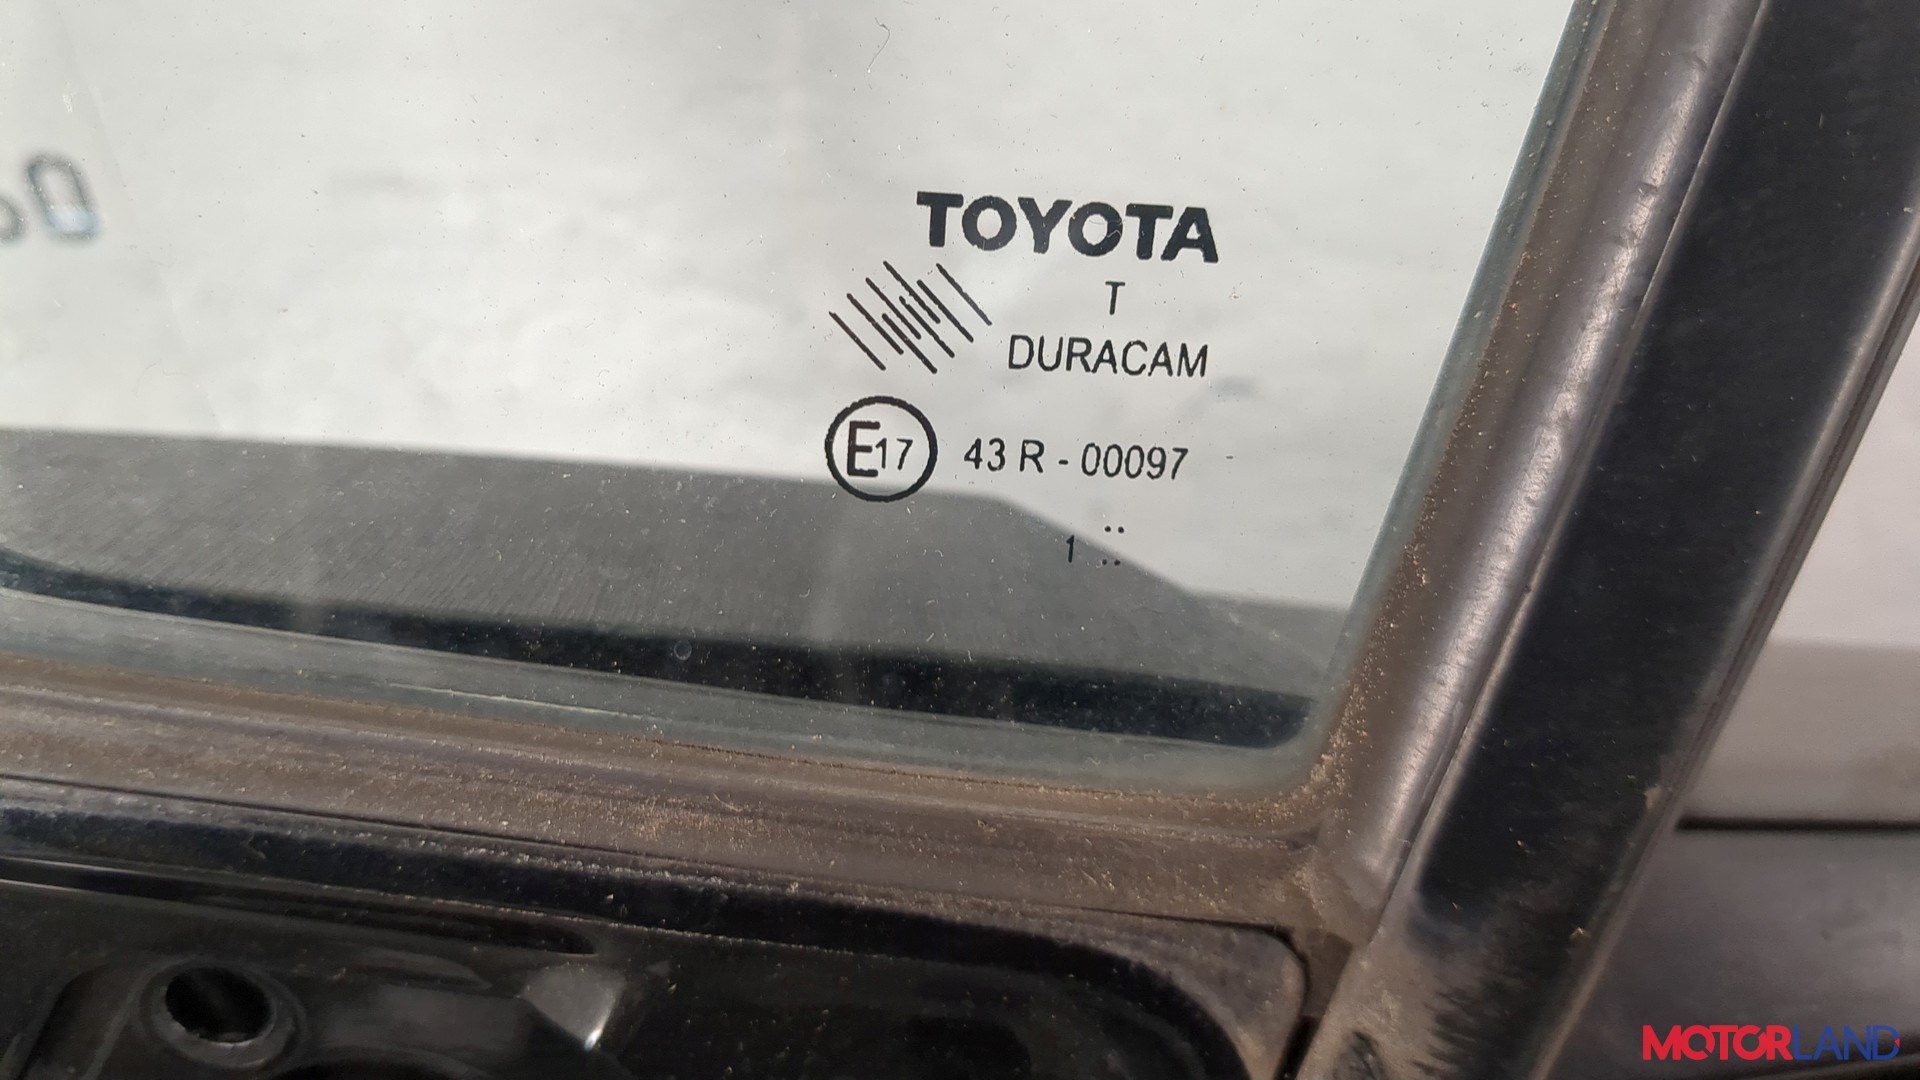 TOYOTA
T
DURACAM
E17 43 R - 00097
1 ..
..
MOTORLAND